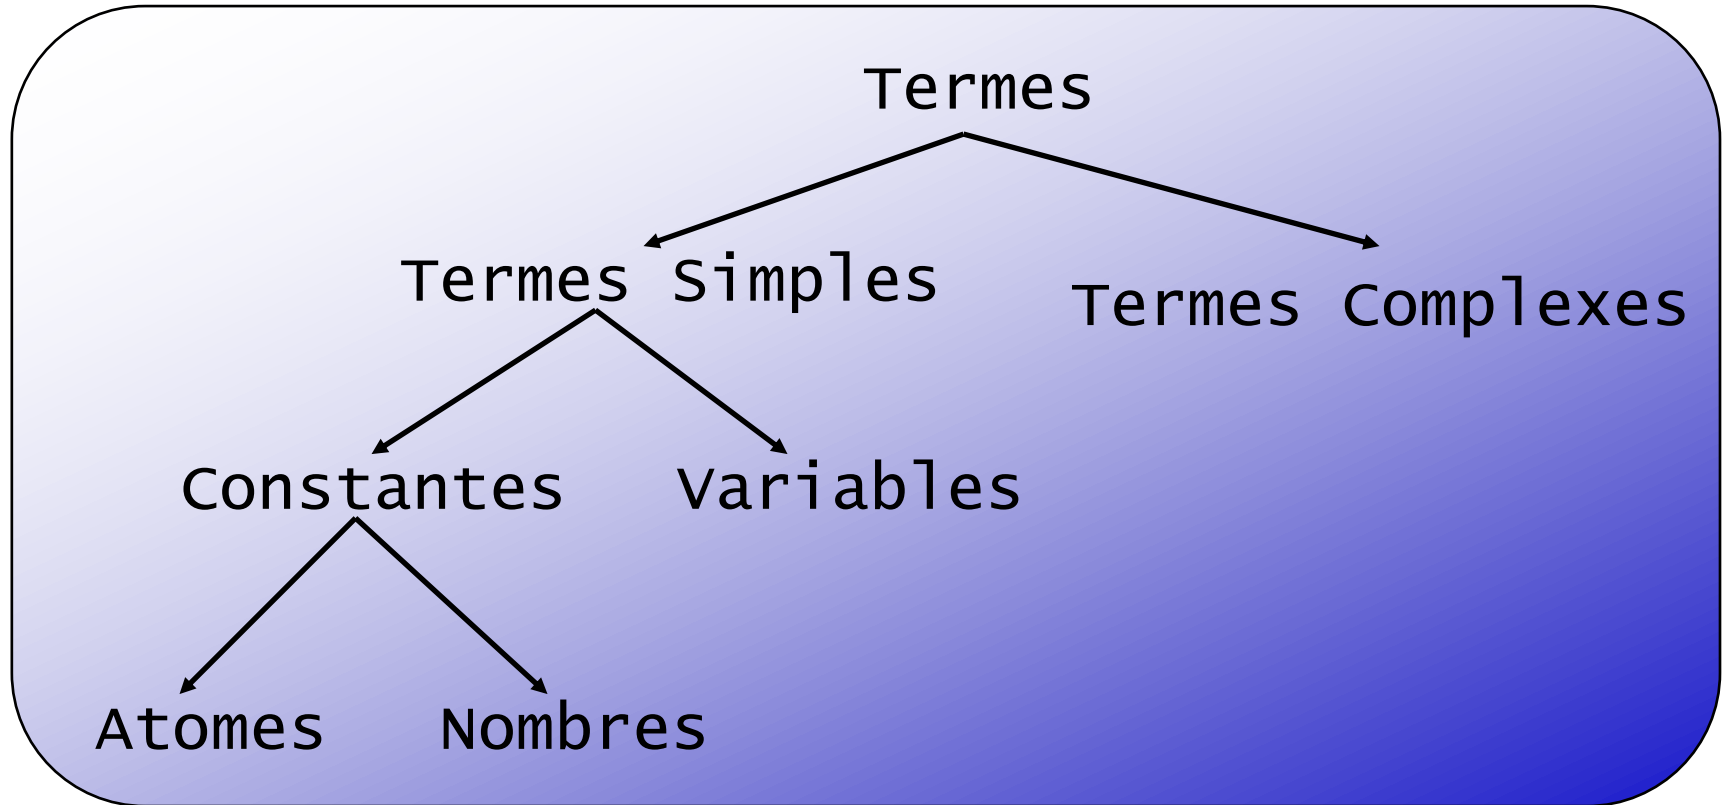 Termes
Termes Simples
Termes Complexes
Constantes
Variables
Atomes
Nombres